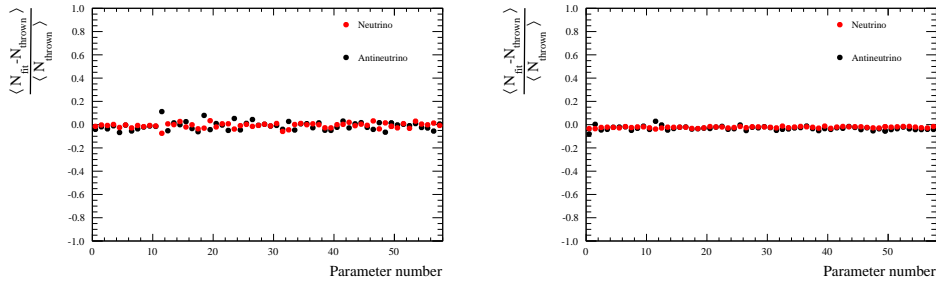 ⟨ N_fit -N_thrown ⟩
⟨ N_thrown ⟩
1.0
0.8
0.6
0.4
0.2
0.0
-0.2
-0.4
-0.6
-0.8
-1.0
0 10 20 30 40 50
Parameter number
Neutrino
Antineutrino
⟨ N_fit -N_thrown ⟩
⟨ N_thrown ⟩
1.0
0.8
0.6
0.4
0.2
0.0
-0.2
-0.4
-0.6
-0.8
-1.0
0 10 20 30 40 50
Parameter number
Neutrino
Antineutrino